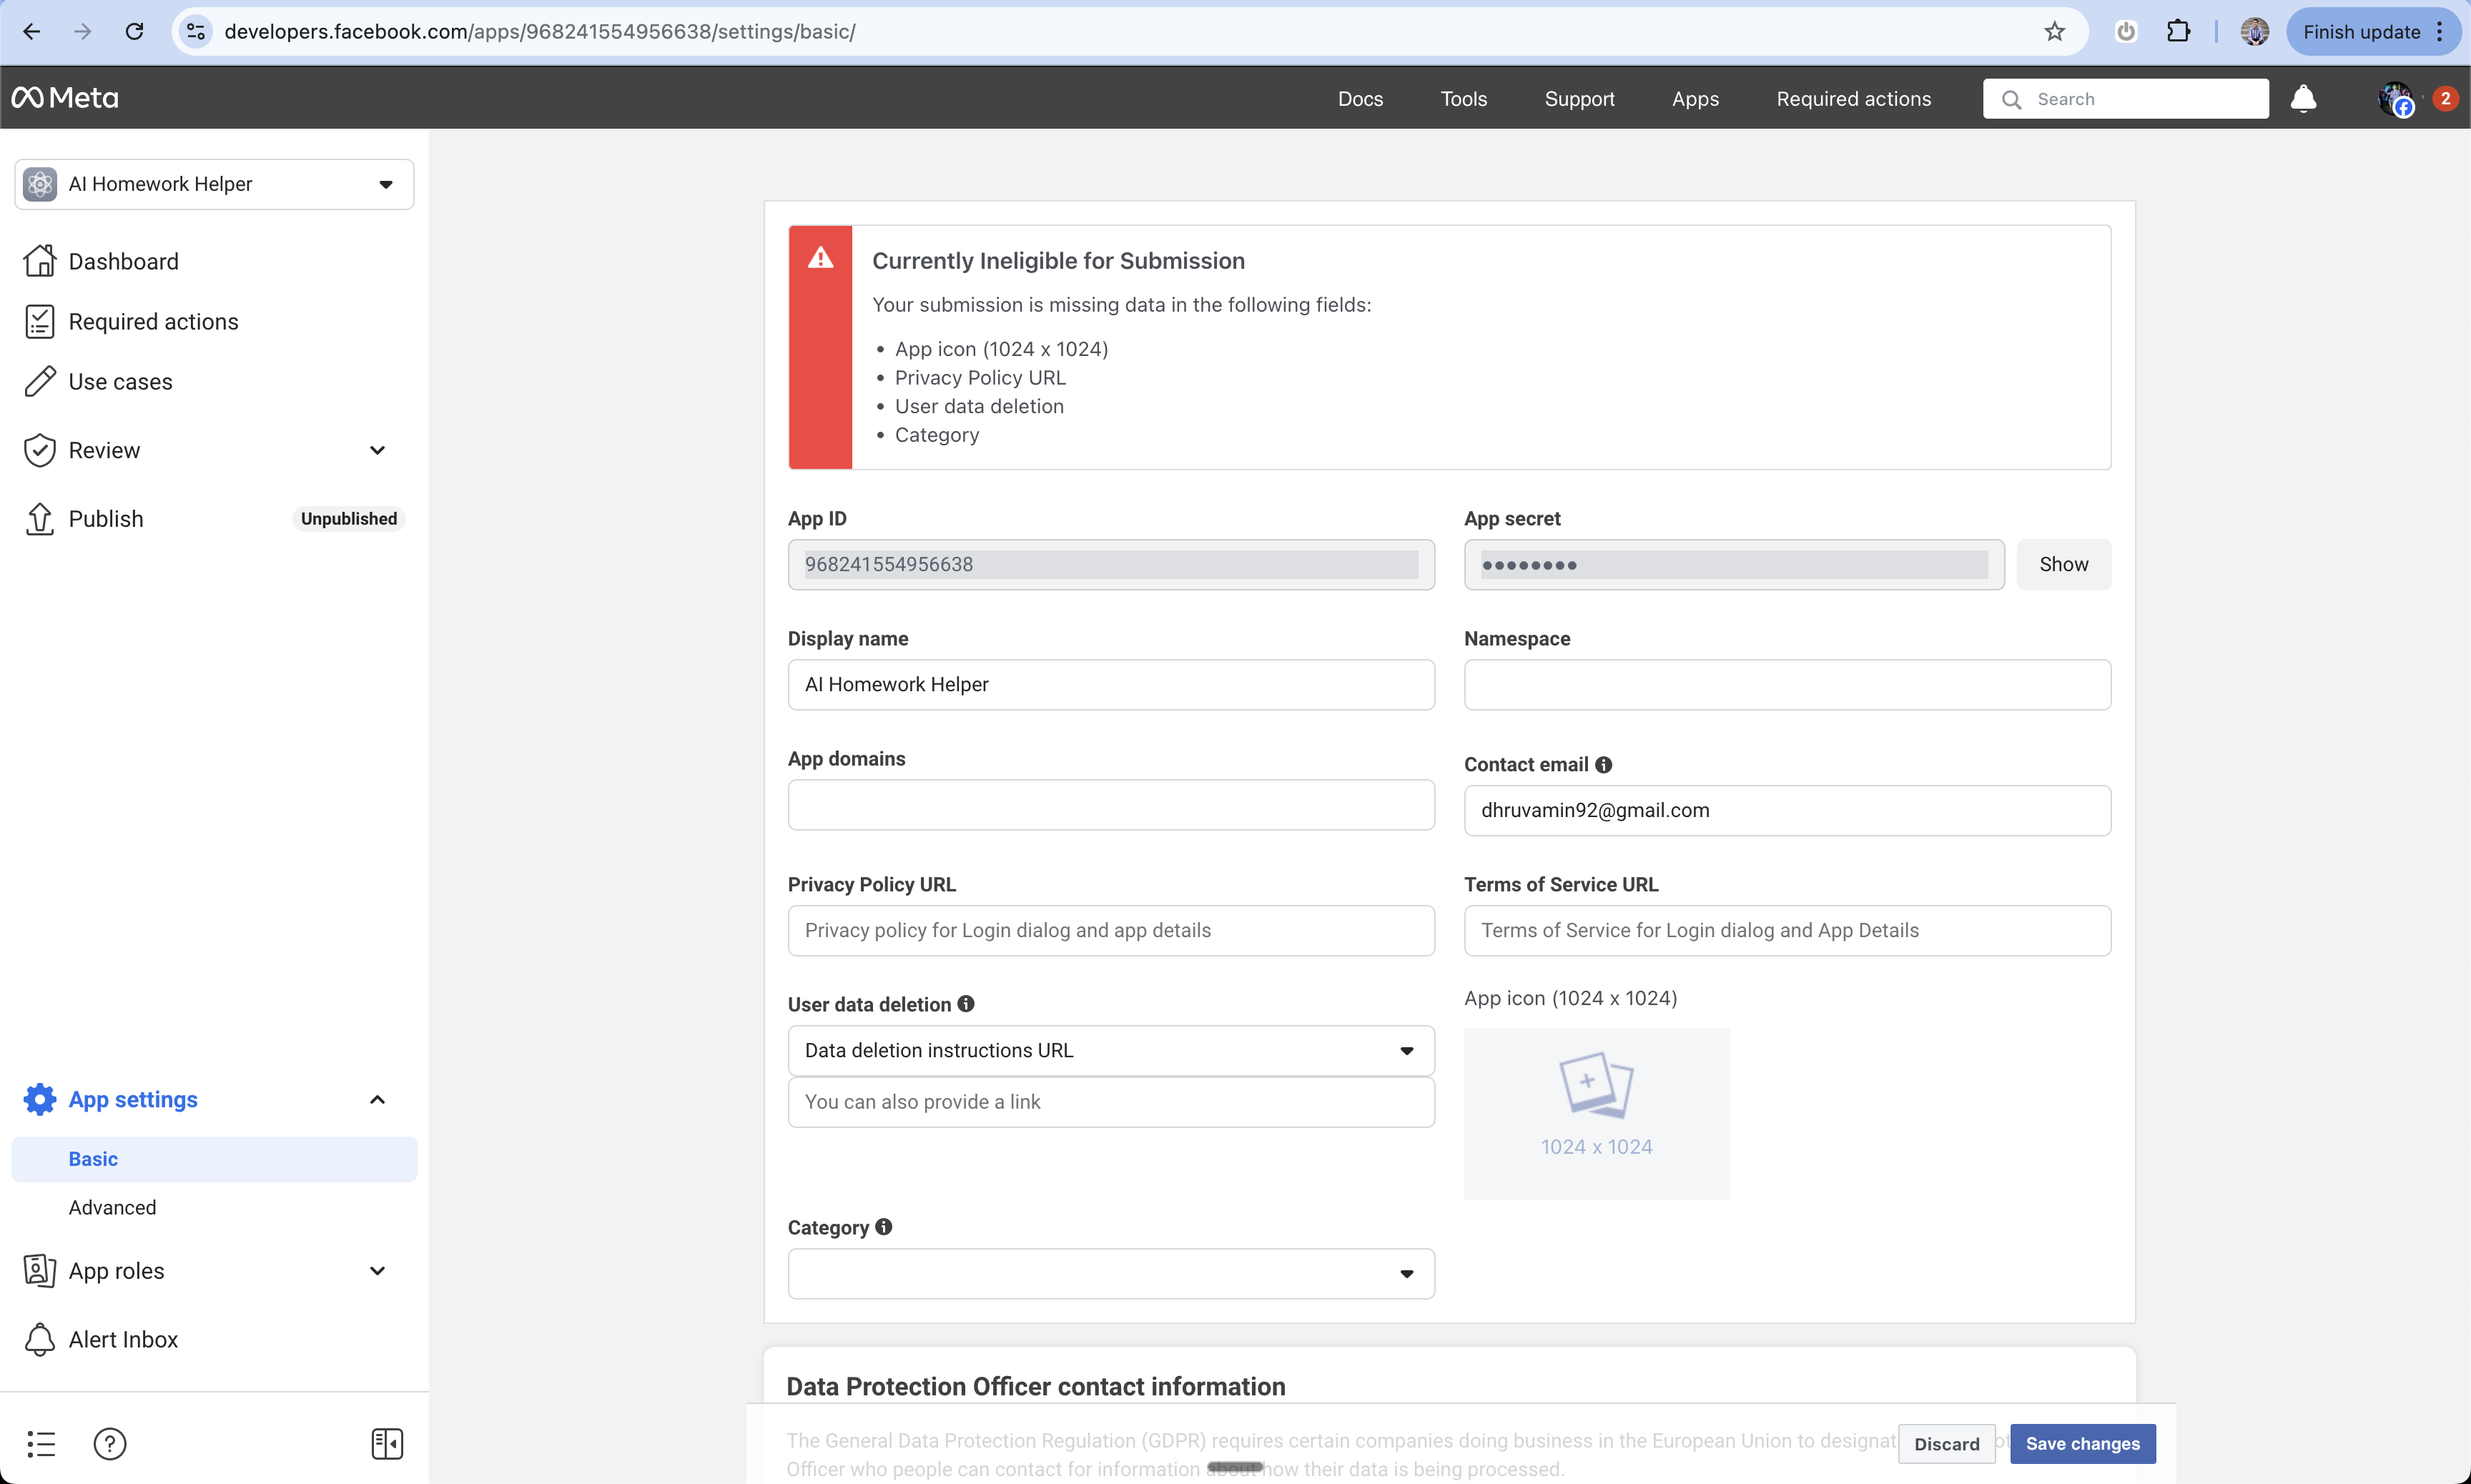 developers.facebook.com/apps/968241554956638/settings/basic/
Finish update
Meta
Docs
Tools
Support
Apps
Required actions
Search
2
AI Homework Helper
Dashboard
Required actions
Use cases
Review
Publish
Unpublished
App settings
Basic
Advanced
App roles
Alert Inbox
Currently Ineligible for Submission
Your submission is missing data in the following fields:
• App icon (1024 x 1024)
• Privacy Policy URL
• User data deletion
• Category
App ID
968241554956638
App secret
••••••••
Show
Display name
AI Homework Helper
Namespace
App domains
Contact email
dhruvamin92@gmail.com
Privacy Policy URL
Privacy policy for Login dialog and app details
Terms of Service URL
Terms of Service for Login dialog and App Details
User data deletion
Data deletion instructions URL
You can also provide a link
App icon (1024 x 1024)
1024 x 1024
Category
Data Protection Officer contact information
The General Data Protection Regulation (GDPR) requires certain companies doing business in the European Union to designat
Officer who people can contact for information about how their data is being processed.
Discard
Save changes